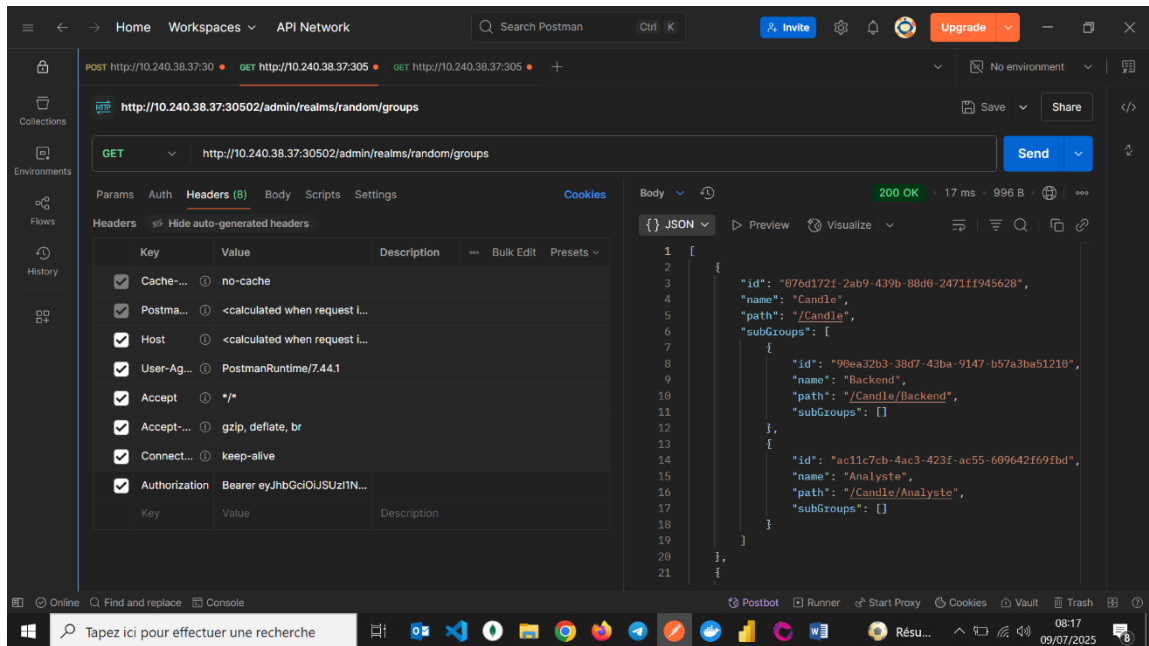 Home Workspaces API Network Search Postman Ctrl K Invite Upgrade
POST http://10.240.38.37:30 GET http://10.240.38.37:305 GET http://10.240.38.37:305 No environment
HTTP http://10.240.38.37:30502/admin/realms/random/groups Save Share
Collections
GET http://10.240.38.37:30502/admin/realms/random/groups Send
Environments
Params Auth Headers (8) Body Scripts Settings Cookies Body 200 OK 17 ms 996 B
Flows
Headers Hide auto-generated headers {} JSON Preview Visualize
History
Key Value Description Bulk Edit Presets
Cache-... no-cache
Postma... <calculated when request i...
Host <calculated when request i...
User-Ag... PostmanRuntime/7.44.1
Accept */*
Accept-... gzip, deflate, br
Connect... keep-alive
Authorization Bearer eyJhbGciOiJSUzI1N...
Key Value Description
1 [
2 {
3 "id": "076d172f-2ab9-439b-88d0-2471ff945628",
4 "name": "Candle",
5 "path": "/Candle",
6 "subGroups": [
7 {
8 "id": "90ea32b3-38d7-43ba-9147-b57a3ba51210",
9 "name": "Backend",
10 "path": "/Candle/Backend",
11 "subGroups": []
12 },
13 {
14 "id": "ac11c7cb-4ac3-423f-ac55-609642f69fbd",
15 "name": "Analyste",
16 "path": "/Candle/Analyste",
17 "subGroups": []
18 }
19 ]
20 },
21 {
Online Find and replace Console Postbot Runner Start Proxy Cookies Vault Trash
Tapez ici pour effectuer une recherche Résu... 08:17
09/07/2025 8